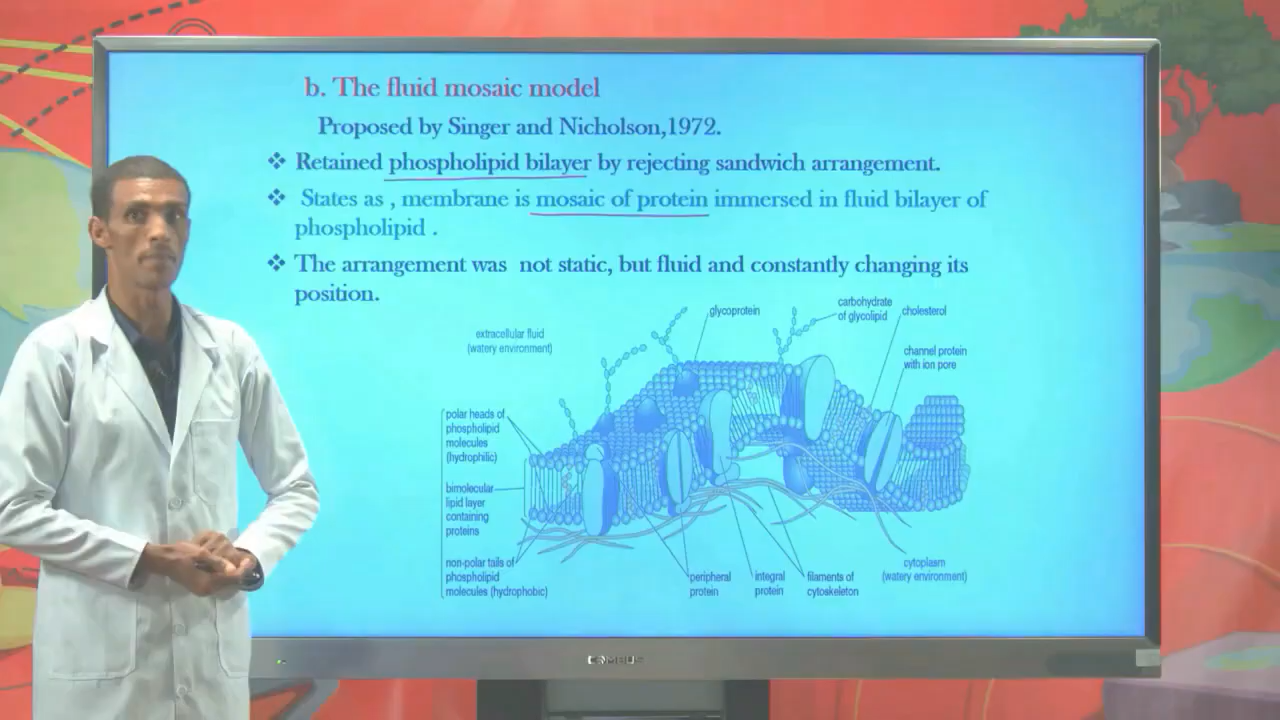 b. The fluid mosaic model
Proposed by Singer and Nicholson,1972.
❖ Retained phospholipid bilayer by rejecting sandwich arrangement.
❖ States as , membrane is mosaic of protein immersed in fluid bilayer of
phospholipid .
❖ The arrangement was not static, but fluid and constantly changing its
position.
extracellular fluid
(watery environment)
glycoprotein
carbohydrate
of glycolipid
cholesterol
channel protein
with ion pore
polar heads of
phospholipid
molecules
(hydrophilic)
bimolecular
lipid layer
containing
proteins
non-polar tails of
phospholipid
molecules (hydrophobic)
peripheral
protein
integral
protein
filaments of
cytoskeleton
cytoplasm
(watery environment)